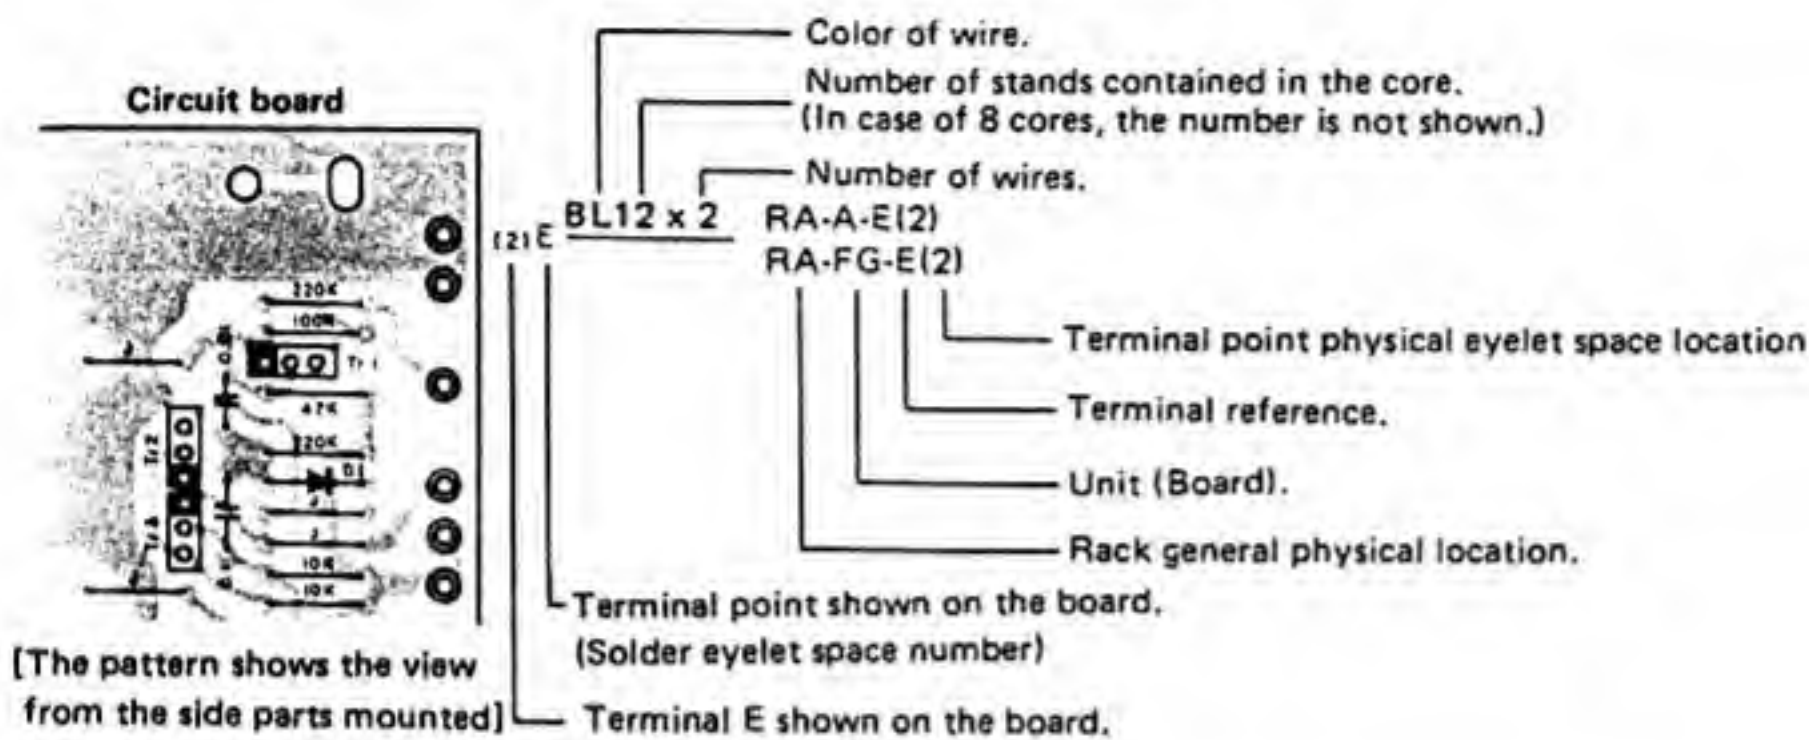 Color of wire.
Number of stands contained in the core.
(In case of 8 cores, the number is not shown.)
Number of wires.
Circuit board
(2)E BL12 x 2 RA-A-E(2)
RA-FG-E(2)
220K
100K
Tr1
47K
220K
Tr2
D1
J
J
J
10K
10K
Terminal point physical eyelet space location
Terminal reference.
Unit (Board).
Rack general physical location.
Terminal point shown on the board.
(Solder eyelet space number)
Terminal E shown on the board.
[The pattern shows the view
from the side parts mounted]